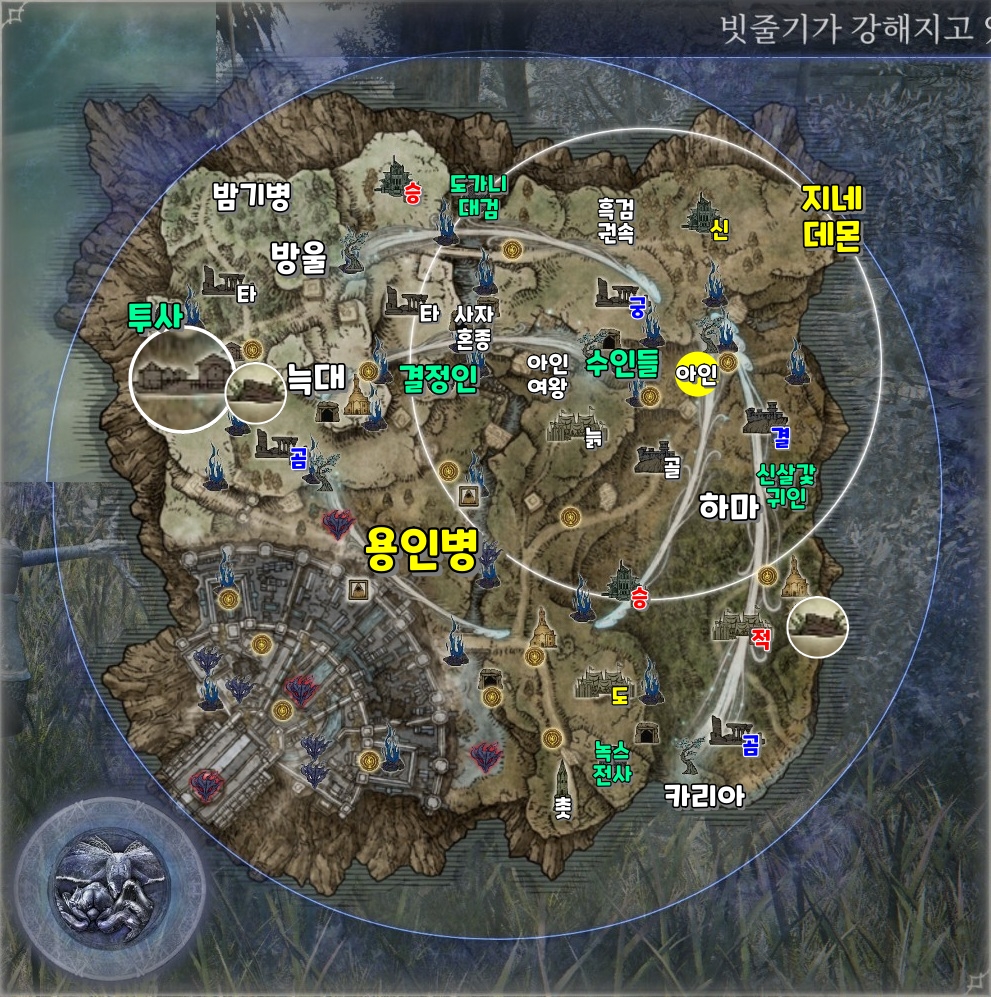 빗줄기가 강해지고
밤기병
승
도가니
대검
흑검
권속
신
지네
데몬
방울
타
타
사자
혼종
궁
투사
늑대
결정인
아인
여왕
수인들
아인
곰
늙
골
결
신살갗
귀인
하마
용인병
승
적
도
녹스
전사
곰
촛
카리아